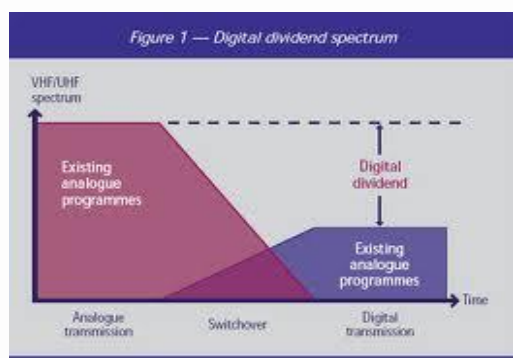 Figure 1 — Digital dividend spectrum
VHF/UHF
spectrum
Existing
analogue
programmes
Digital
dividend
Existing
analogue
programmes
Time
Analogue
transmission
Switchover
Digital
transmission